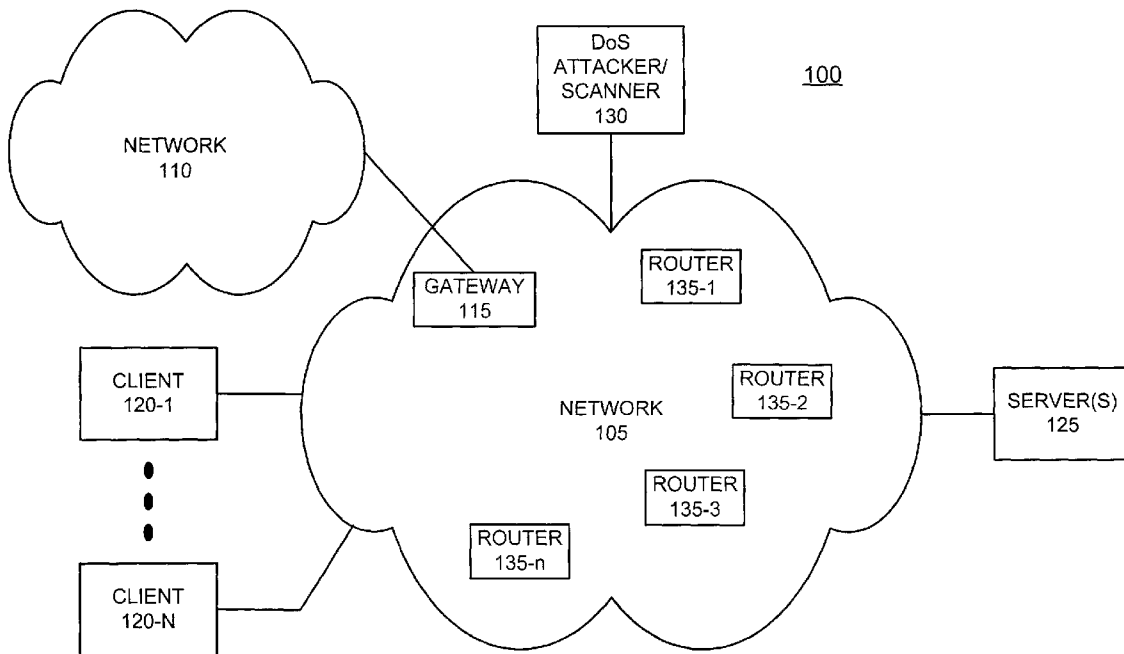 DoS
ATTACKER/
SCANNER
130
100
NETWORK
110
ROUTER
135-1
GATEWAY
115
CLIENT
120-1
ROUTER
135-2
NETWORK
105
SERVER(S)
125
ROUTER
135-3
ROUTER
135-n
CLIENT
120-N